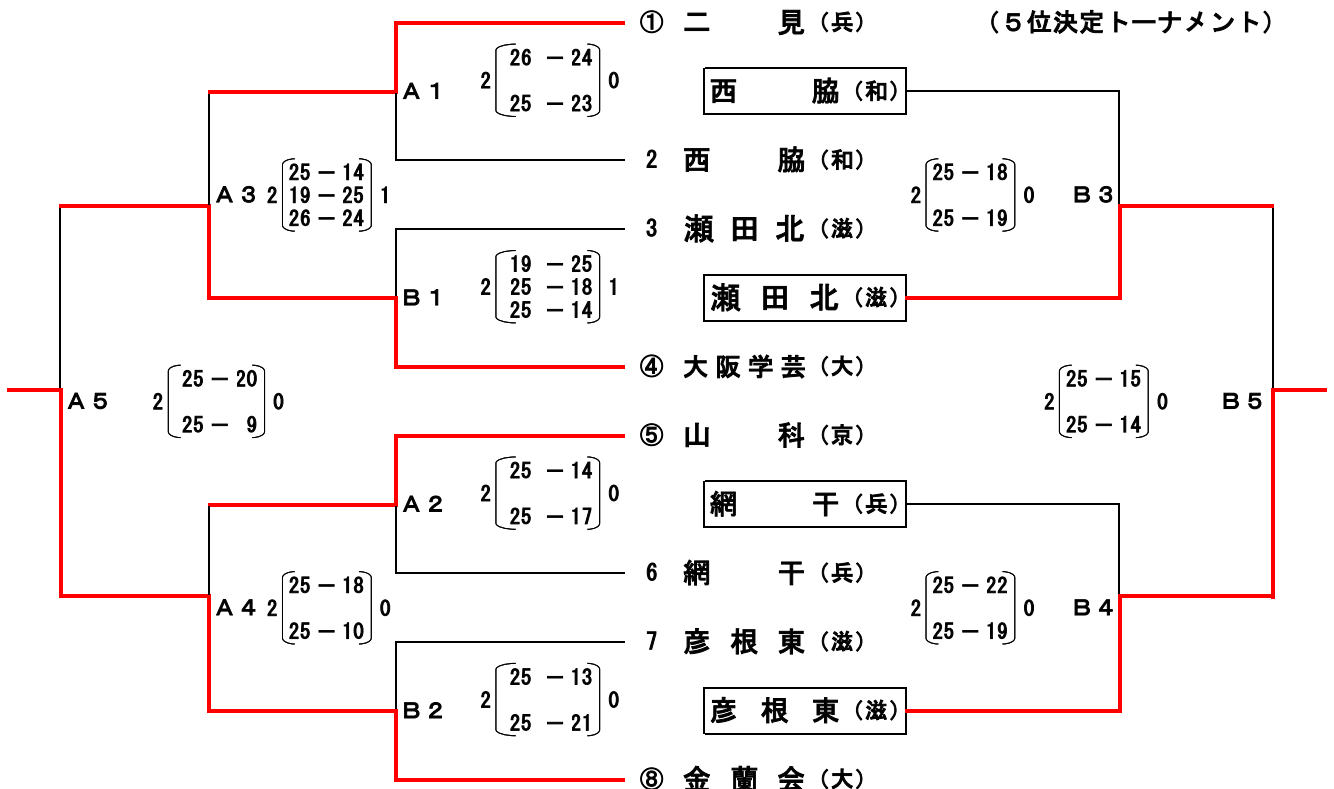 ① 二 見（兵） （５位決定トーナメント）
Ａ１ 2 26 － 24 0
25 － 23
西 脇（和）
2 西 脇（和）
Ａ３ 2 25 － 14 1
19 － 25
26 － 24
2 25 － 18 0 Ｂ３
25 － 19
3 瀬 田 北（滋）
Ｂ１ 2 19 － 25 1
25 － 18
25 － 14
瀬 田 北（滋）
④ 大 阪 学 芸（大）
Ａ５ 2 25 － 20 0
25 － 9
2 25 － 15 0 Ｂ５
25 － 14
⑤ 山 科（京）
Ａ２ 2 25 － 14 0
25 － 17
網 干（兵）
6 網 干（兵）
Ａ４ 2 25 － 18 0
25 － 10
2 25 － 22 0 Ｂ４
25 － 19
7 彦 根 東（滋）
Ｂ２ 2 25 － 13 0
25 － 21
彦 根 東（滋）
⑧ 金 蘭 会（大）